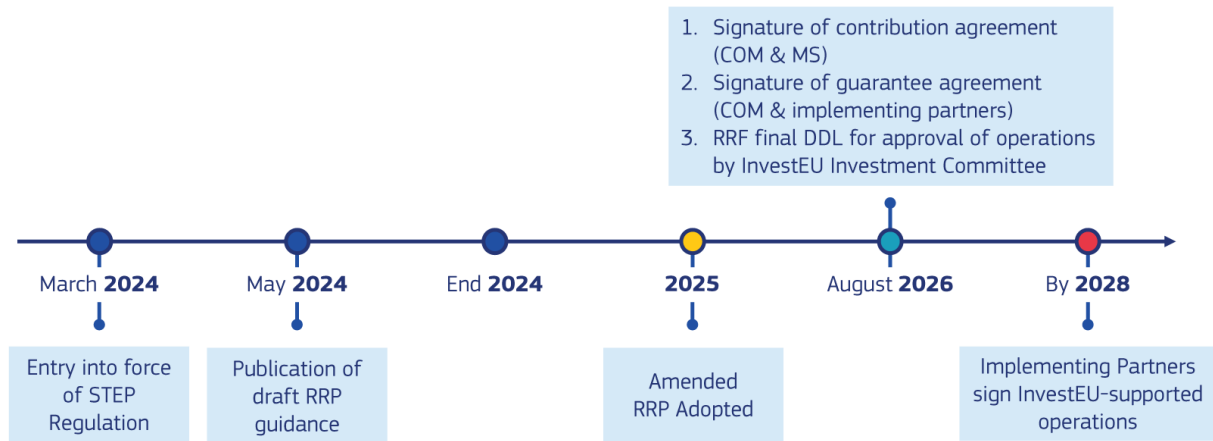 1. Signature of contribution agreement
(COM & MS)
2. Signature of guarantee agreement
(COM & implementing partners)
3. RRF final DDL for approval of operations
by InvestEU Investment Committee
March 2024
May 2024
End 2024
2025
August 2026
By 2028
Entry into force
of STEP
Regulation
Publication of
draft RRP
guidance
Amended
RRP Adopted
Implementing Partners
sign InvestEU-supported
operations